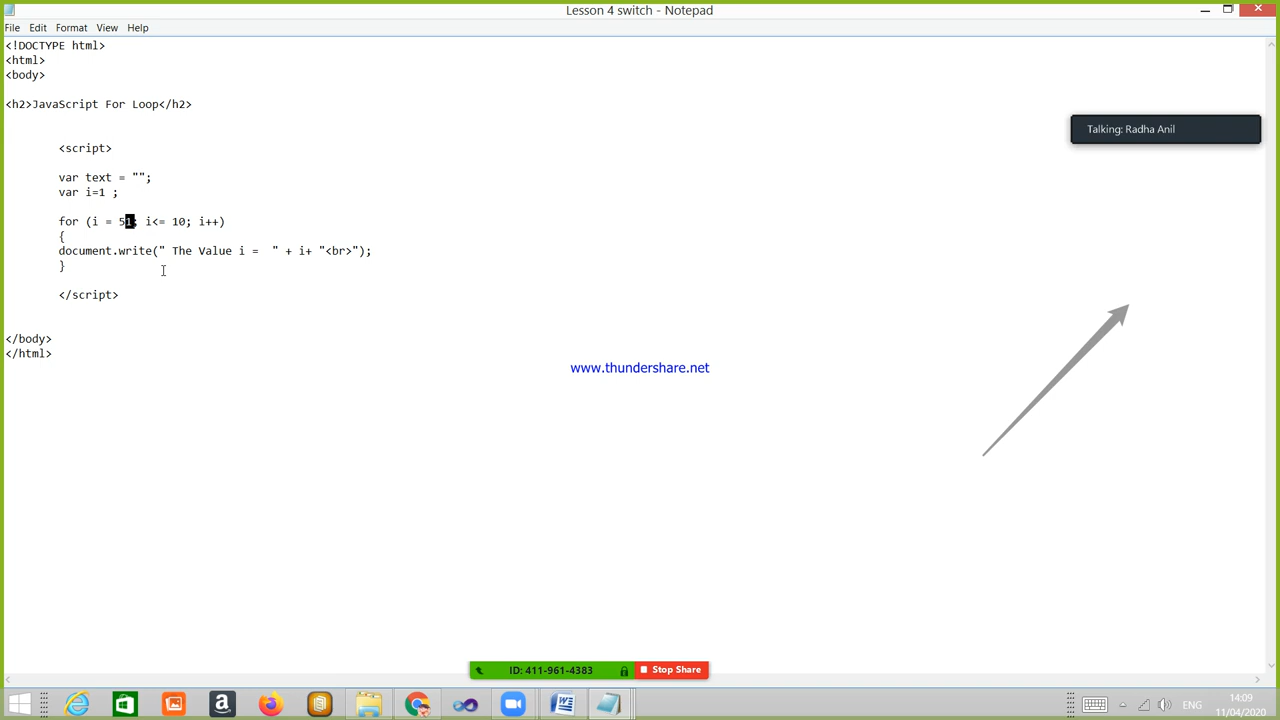 Lesson 4 switch - Notepad
File Edit Format View Help
<!DOCTYPE html>
<html>
<body>
<h2>JavaScript For Loop</h2>
Talking: Radha Anil
<script>
var text = "";
var i=1 ;
for (i = 51; i<= 10; i++)
{
document.write(" The Value i =  " + i+ "<br>");
}
</script>
</body>
</html>
www.thundershare.net
ID: 411-961-4383 Stop Share
ENG
14:09
11/04/2020